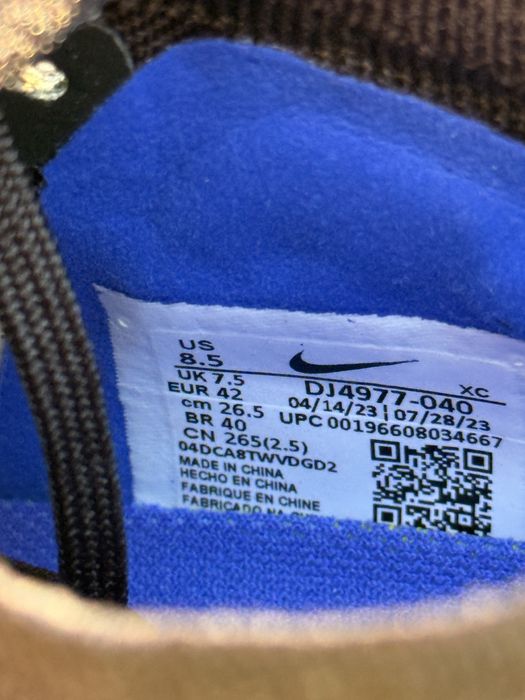 US
8.5
UK 7.5
EUR 42
cm 26.5
BR 40
CN 265(2.5)
04DCA8TWVDGD2
MADE IN CHINA
HECHO EN CHINA
FABRIQUE EN CHINE
FABRICADO
XC
DJ4977-040
04/14/23 | 07/28/23
UPC 00196608034667